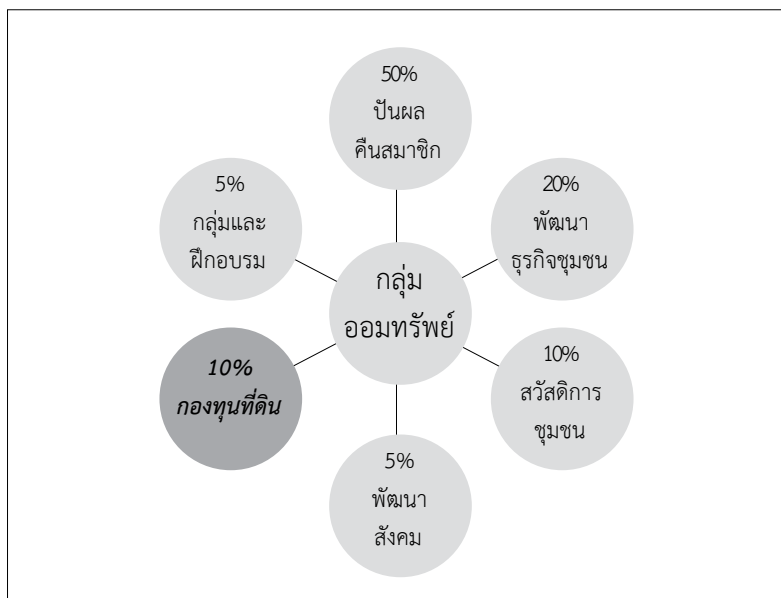 50%
ปันผล
คืนสมาชิก
20%
พัฒนา
ธุรกิจชุมชน
10%
สวัสดิการ
ชุมชน
5%
พัฒนา
สังคม
10%
กองทุนที่ดิน
5%
กลุ่มและ
ฝึกอบรม
กลุ่ม
ออมทรัพย์